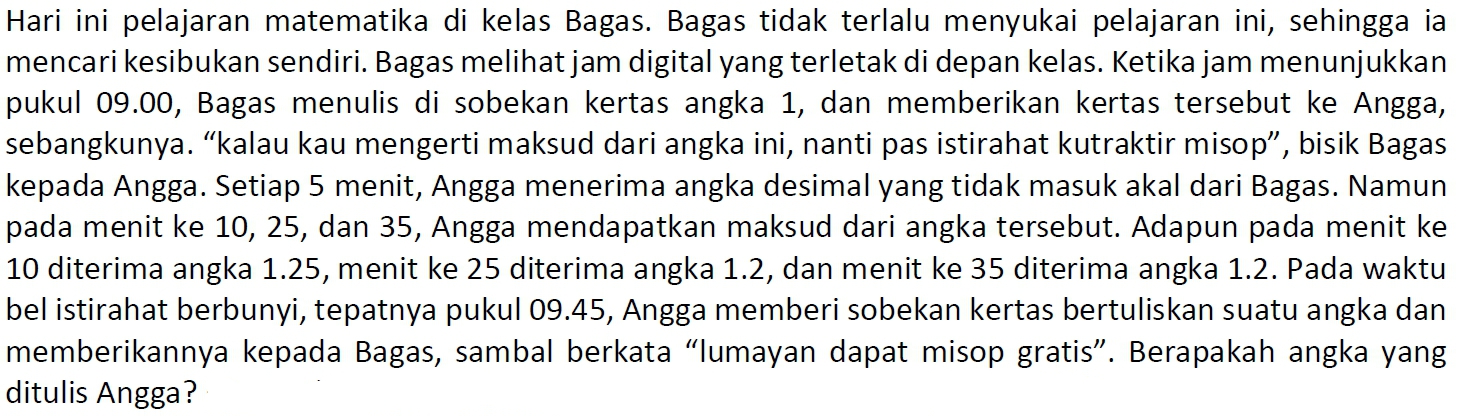 Hari ini pelajaran matematika di kelas Bagas. Bagas tidak terlalu menyukai pelajaran ini, sehingga ia
mencari kesibukan sendiri. Bagas melihat jam digital yang terletak di depan kelas. Ketika jam menunjukkan
pukul 09.00, Bagas menulis di sobekan kertas angka 1, dan memberikan kertas tersebut ke Angga,
sebangkunya. “kalau kau mengerti maksud dari angka ini, nanti pas istirahat kutraktir misop”, bisik Bagas
kepada Angga. Setiap 5 menit, Angga menerima angka desimal yang tidak masuk akal dari Bagas. Namun
pada menit ke 10, 25, dan 35, Angga mendapatkan maksud dari angka tersebut. Adapun pada menit ke
10 diterima angka 1.25, menit ke 25 diterima angka 1.2, dan menit ke 35 diterima angka 1.2. Pada waktu
bel istirahat berbunyi, tepatnya pukul 09.45, Angga memberi sobekan kertas bertuliskan suatu angka dan
memberikannya kepada Bagas, sambal berkata “lumayan dapat misop gratis”. Berapakah angka yang
ditulis Angga?